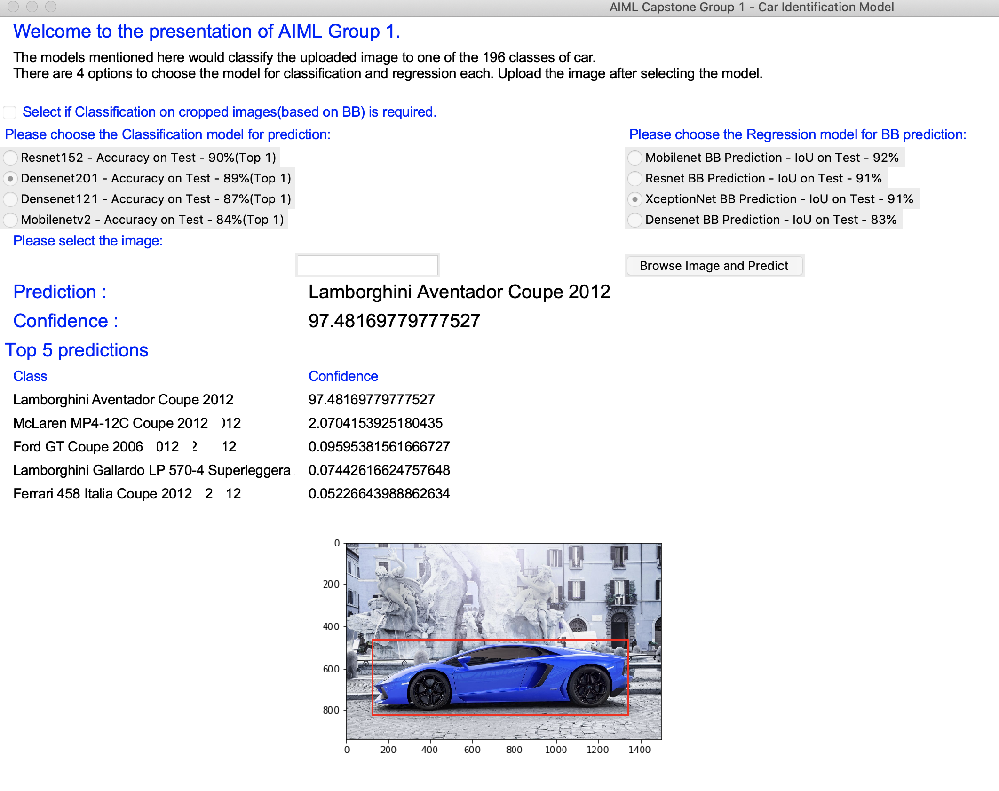 AIML Capstone Group 1 - Car Identification Model
Welcome to the presentation of AIML Group 1.
The models mentioned here would classify the uploaded image to one of the 196 classes of car.
There are 4 options to choose the model for classification and regression each. Upload the image after selecting the model.
Select if Classification on cropped images(based on BB) is required.
Please choose the Classification model for prediction:
Resnet152 - Accuracy on Test - 90%(Top 1)
Densenet201 - Accuracy on Test - 89%(Top 1)
Densenet121 - Accuracy on Test - 87%(Top 1)
Mobilenetv2 - Accuracy on Test - 84%(Top 1)
Please choose the Regression model for BB prediction:
Mobilenet BB Prediction - IoU on Test - 92%
Resnet BB Prediction - IoU on Test - 91%
XceptionNet BB Prediction - IoU on Test - 91%
Densenet BB Prediction - IoU on Test - 83%
Please select the image:
Browse Image and Predict
Prediction : Lamborghini Aventador Coupe 2012
Confidence : 97.48169779777527
Top 5 predictions
Class Confidence
Lamborghini Aventador Coupe 2012 97.48169779777527
McLaren MP4-12C Coupe 2012 12 2.0704153925180435
Ford GT Coupe 2006 012 2 12 0.09595381561666727
Lamborghini Gallardo LP 570-4 Superleggera 0.07442616624757648
Ferrari 458 Italia Coupe 2012 2 12 0.05226643988862634
0
200
400
600
800
0 200 400 600 800 1000 1200 1400